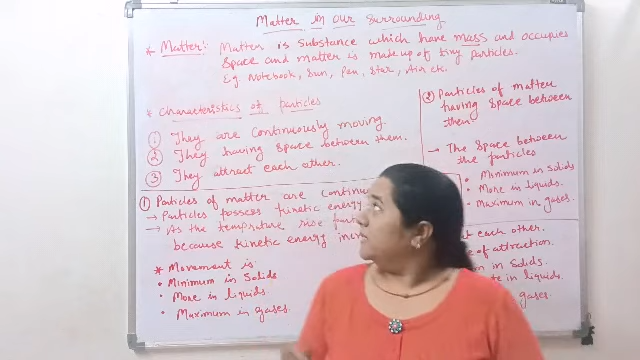 Matter in our Surrounding
* Matter: Matter is substance which have mass and occupies
space and matter is made up of tiny particles.
Eg Notebook, Sun, Pen, Star, Air etc.
* Characteristics of particles
① They are continuously moving
② They having space between them.
③ They attract each other.
① Particles of matter are
→ Particles possess kinetic energy
→ As the temprature rise
because kinetic energy
* Movement is
• Minimum in Solids
• More in liquids
• Maximum in gases.
② Particles of matter
having space between
them
→ The space between
the particles
• Minimum in solids
• More in liquids.
• Maximum in gases.
each other.
of attraction.
in solids.
in liquids.
gases.